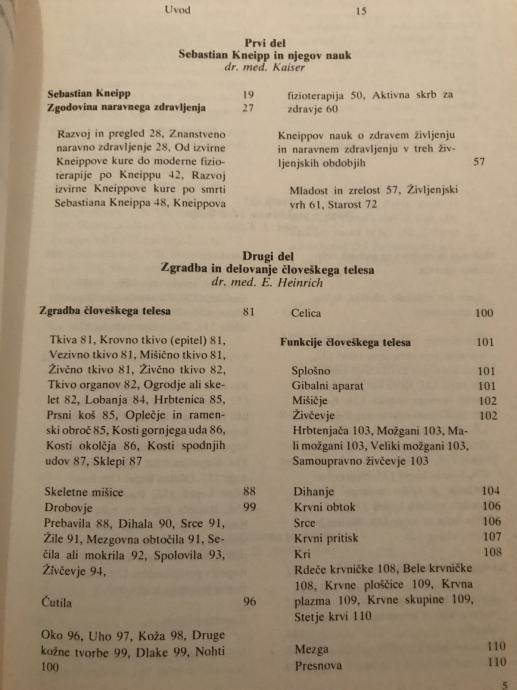 Uvod 15
Prvi del
Sebastian Kneipp in njegov nauk
dr. med. Kaiser
Sebastian Kneipp 19
Zgodovina naravnega zdravljenja 27
Razvoj in pregled 28, Znanstveno
naravno zdravljenje 28, Od izvirne
Kneippove kure do moderne fizio-
terapije po Kneippu 42, Razvoj
izvirne Kneippove kure po smrti
Sebastiana Kneippa 48, Kneippova
fizioterapija 50, Aktivna skrb za
zdravje 60
Kneippov nauk o zdravem življenju
in naravnem zdravljenju v treh živ-
ljenjskih obdobjih 57
Mladost in zrelost 57, Življenjski
vrh 61, Starost 72
Drugi del
Zgradba in delovanje človeškega telesa
dr. med. E. Heinrich
Zgradba človeškega telesa 81
Tkiva 81, Krovno tkivo (epitel) 81,
Vezivno tkivo 81, Mišično tkivo 81,
Živčno tkivo 81, Živčno tkivo 82,
Tkivo organov 82, Ogrodje ali ske-
let 82, Lobanja 84, Hrbtenica 85,
Prsni koš 85, Oplečje in ramen-
ski obroč 85, Kosti gornjega uda 86,
Kosti okolčja 86, Kosti spodnjih
udov 87, Sklepi 87
Skeletne mišice 88
Drobovje 99
Prebavila 88, Dihala 90, Srce 91,
Žile 91, Mezgovna obtočila 91, Se-
čila ali mokrila 92, Spolovila 93,
Živčevje 94,
Čutila 96
Oko 96, Uho 97, Koža 98, Druge
kožne tvorbe 99, Dlake 99, Nohti
100
Celica 100
Funkcije človeškega telesa 101
Splošno 101
Gibalni aparat 101
Mišičje 102
Živčevje 102
Hrbtenjača 103, Možgani 103, Ma-
li možgani 103, Veliki možgani 103,
Samoupravno živčevje 103
Dihanje 104
Krvni obtok 106
Srce 106
Krvni pritisk 107
Kri 108
Rdeče krvničke 108, Bele krvničke
108, Krvne ploščice 109, Krvna
plazma 109, Krvne skupine 109,
Štetje krvi 110
Mezga 110
Presnova 110
5